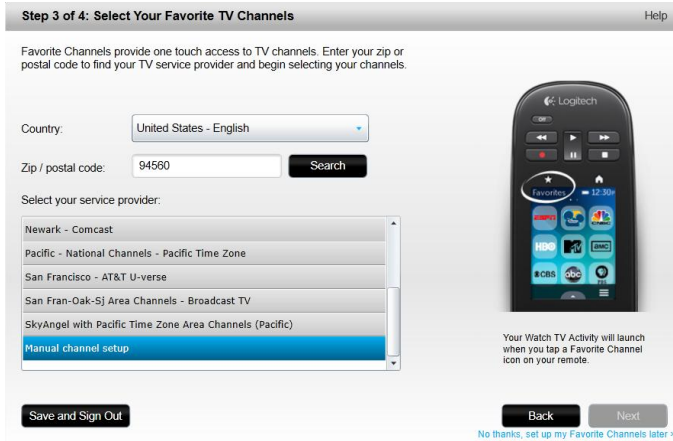 Step 3 of 4: Select Your Favorite TV Channels
Help
Favorite Channels provide one touch access to TV channels. Enter your zip or
postal code to find your TV service provider and begin selecting your channels.
Country:
United States - English
Zip / postal code:
94560
Search
Select your service provider:
Newark - Comcast
Pacific - National Channels - Pacific Time Zone
San Francisco - AT&T U-verse
San Fran-Oak-Sj Area Channels - Broadcast TV
SkyAngel with Pacific Time Zone Area Channels (Pacific)
Manual channel setup
Logitech
Off
Favorites
12:30
ESPN
CNBC
HBO
MTV
amc
CBS
abc
PBS
Your Watch TV Activity will launch
when you tap a Favorite Channel
icon on your remote.
Save and Sign Out
Back
Next
No thanks, set up my Favorite Channels later >